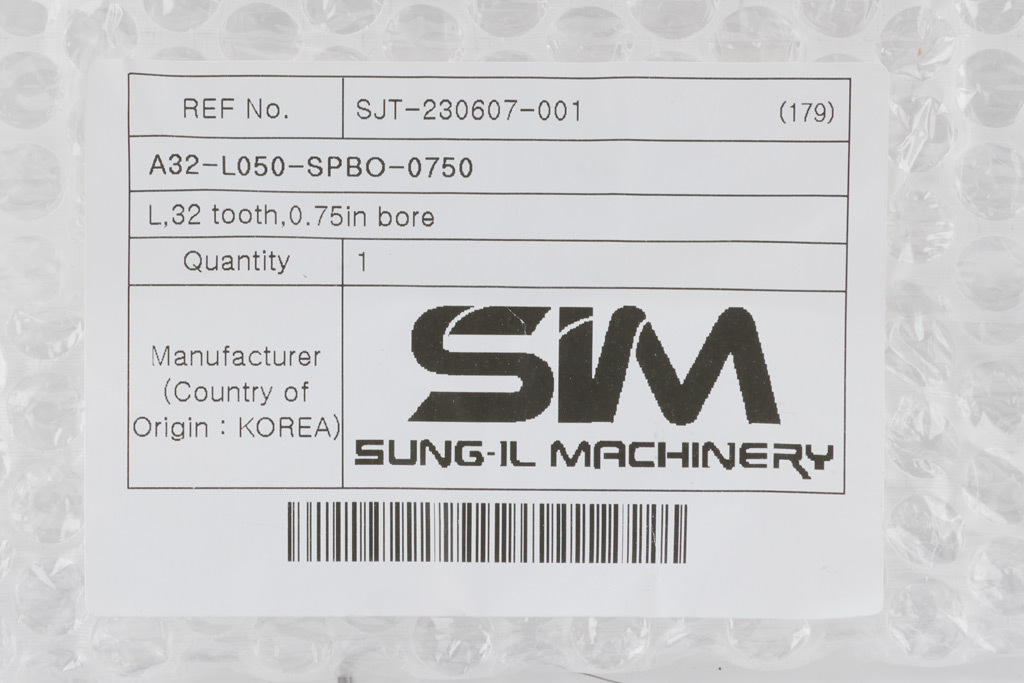 REF No. SJT-230607-001 (179)
A32-L050-SPBO-0750
L,32 tooth,0.75in bore
Quantity 1
Manufacturer
(Country of
Origin : KOREA)
SIM
SUNG-IL MACHINERY